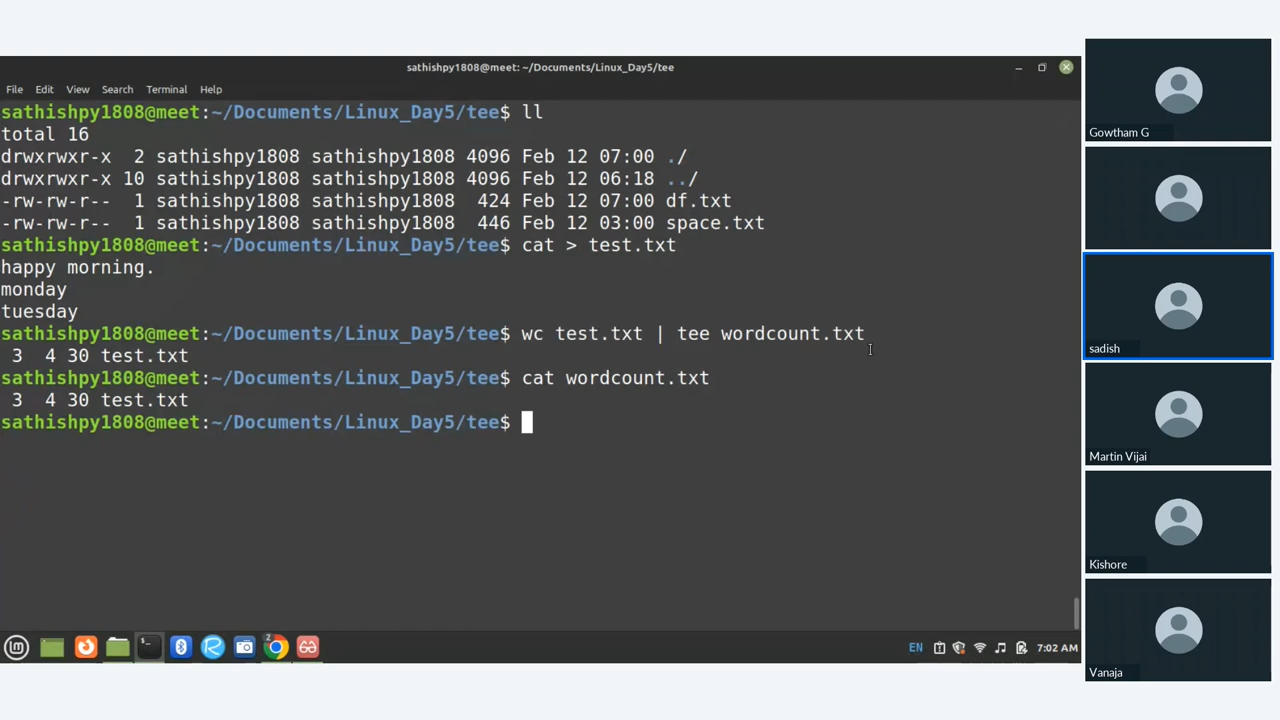 sathishpy1808@meet: ~/Documents/Linux_Day5/tee
File Edit View Search Terminal Help
sathishpy1808@meet:~/Documents/Linux_Day5/tee$ ll
total 16
drwxrwxr-x 2 sathishpy1808 sathishpy1808 4096 Feb 12 07:00 ./
drwxrwxr-x 10 sathishpy1808 sathishpy1808 4096 Feb 12 06:18 ../
-rw-rw-r-- 1 sathishpy1808 sathishpy1808 424 Feb 12 07:00 df.txt
-rw-rw-r-- 1 sathishpy1808 sathishpy1808 446 Feb 12 03:00 space.txt
sathishpy1808@meet:~/Documents/Linux_Day5/tee$ cat > test.txt
happy morning.
monday
tuesday
sathishpy1808@meet:~/Documents/Linux_Day5/tee$ wc test.txt | tee wordcount.txt
3 4 30 test.txt
sathishpy1808@meet:~/Documents/Linux_Day5/tee$ cat wordcount.txt
3 4 30 test.txt
sathishpy1808@meet:~/Documents/Linux_Day5/tee$
2
EN 7:02 AM
Gowtham G
sadish
Martin Vijai
Kishore
Vanaja